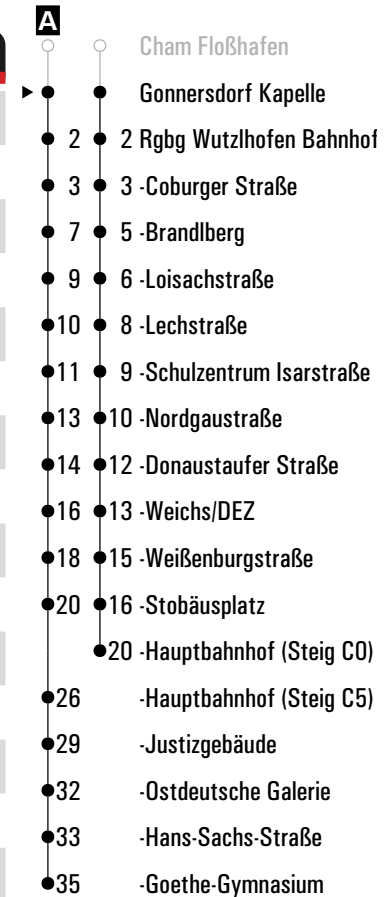 A
Cham Floßhafen
Gonnersdorf Kapelle
2 2 Rgbg Wutzlhofen Bahnhof
3 3 -Coburger Straße
7 5 -Brandlberg
9 6 -Loisachstraße
10 8 -Lechstraße
11 9 -Schulzentrum Isarstraße
13 10 -Nordgaustraße
14 12 -Donaustaufer Straße
16 13 -Weichs/DEZ
18 15 -Weißenburgstraße
20 16 -Stobäusplatz
20 -Hauptbahnhof (Steig C0)
26 -Hauptbahnhof (Steig C5)
29 -Justizgebäude
32 -Ostdeutsche Galerie
33 -Hans-Sachs-Straße
35 -Goethe-Gymnasium